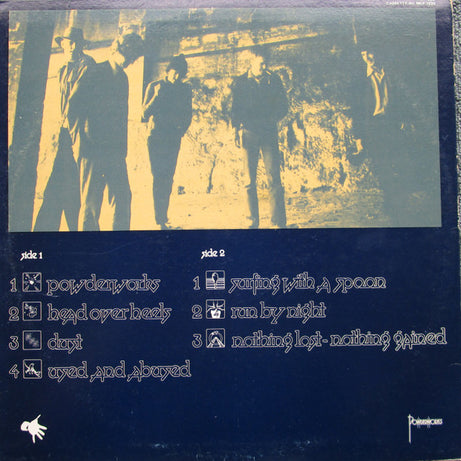 side 1
1 powderworks
2 head over heels
3 dust
4 used and abused
side 2
1 surfing with a spoon
2 run by night
3 nothing lost - nothing gained
Powderworks